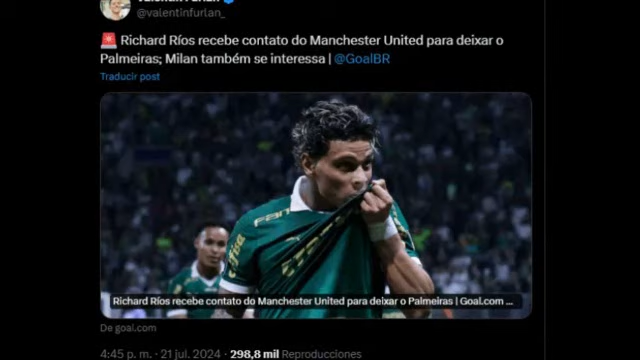 @valentinfurlan_
🚨 Richard Ríos recebe contato do Manchester United para deixar o
Palmeiras; Milan também se interessa | @GoalBR
Traducir post
Richard Ríos recebe contato do Manchester United para deixar o Palmeiras | Goal.com ...
De goal.com
4:45 p. m. · 21 jul. 2024 · 298,8 mil Reproducciones